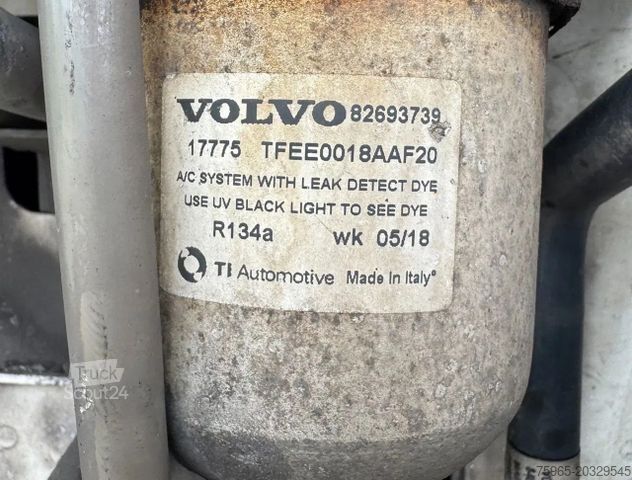 VOLVO 82693739
17775 TFEE0018AAF20
A/C SYSTEM WITH LEAK DETECT DYE
USE UV BLACK LIGHT TO SEE DYE
R134a wk 05/18
TI Automotive Made In Italy®
Truck
Scout24
75965-20329545